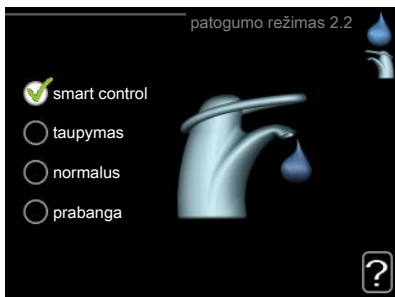 patogumo režimas 2.2
smart control
taupymas
normalus
prabanga
?